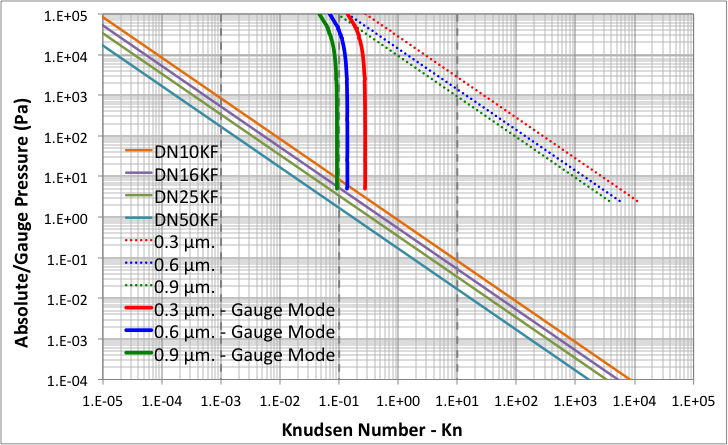 Absolute/Gauge Pressure (Pa)
1.E+05
1.E+04
1.E+03
1.E+02
1.E+01
1.E+00
1.E-01
1.E-02
1.E-03
1.E-04
DN10KF
DN16KF
DN25KF
DN50KF
0.3 µm.
0.6 µm.
0.9 µm.
0.3 µm. - Gauge Mode
0.6 µm. - Gauge Mode
0.9 µm. - Gauge Mode
1.E-05 1.E-04 1.E-03 1.E-02 1.E-01 1.E+00 1.E+01 1.E+02 1.E+03 1.E+04 1.E+05
Knudsen Number - Kn